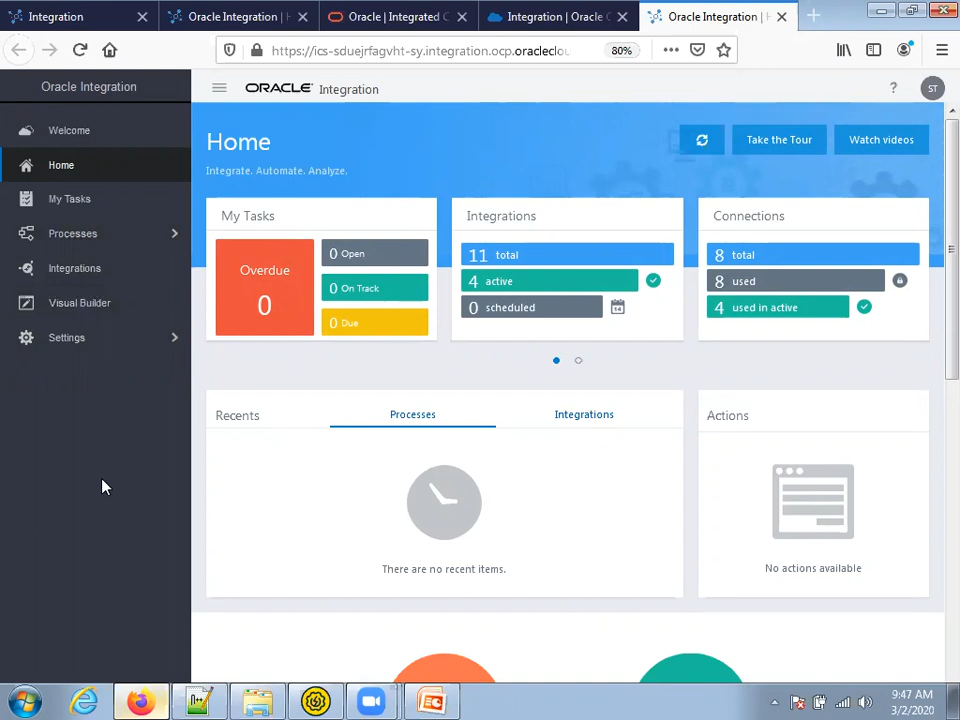 Integration
Oracle Integration | H
Oracle | Integrated C
Integration | Oracle C
Oracle Integration | H
https://ics-sduejrfagvht-sy.integration.ocp.oracleclou
80%
Oracle Integration
ORACLE Integration
?
ST
Welcome
Home
My Tasks
Processes
Integrations
Visual Builder
Settings
Home
Integrate. Automate. Analyze.
Take the Tour
Watch videos
My Tasks
Overdue
0
0 Open
0 On Track
0 Due
Integrations
11 total
4 active
0 scheduled
14
Connections
8 total
8 used
4 used in active
Recents
Processes
Integrations
There are no recent items.
Actions
No actions available
9:47 AM
3/2/2020